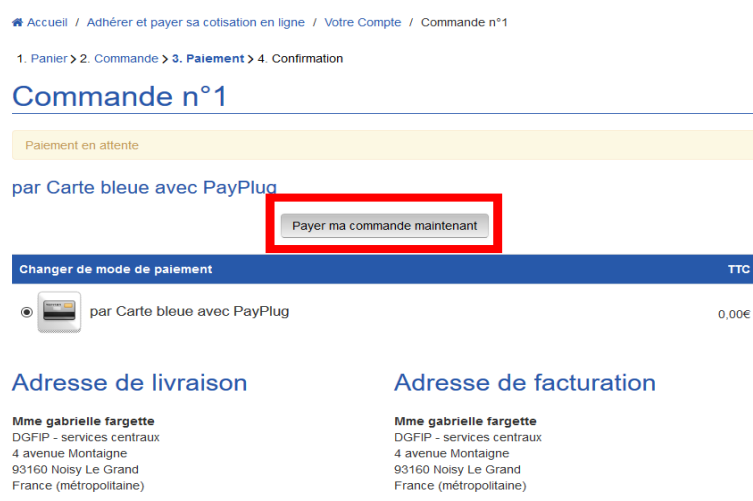 Accueil / Adhérer et payer sa cotisation en ligne / Votre Compte / Commande n°1
1. Panier > 2. Commande > 3. Paiement > 4. Confirmation
Commande n°1
Paiement en attente
par Carte bleue avec PayPlug
Payer ma commande maintenant
Changer de mode de paiement TTC
par Carte bleue avec PayPlug 0,00€
Adresse de livraison
Mme gabrielle fargette
DGFIP - services centraux
4 avenue Montaigne
93160 Noisy Le Grand
France (métropolitaine)
Adresse de facturation
Mme gabrielle fargette
DGFIP - services centraux
4 avenue Montaigne
93160 Noisy Le Grand
France (métropolitaine)